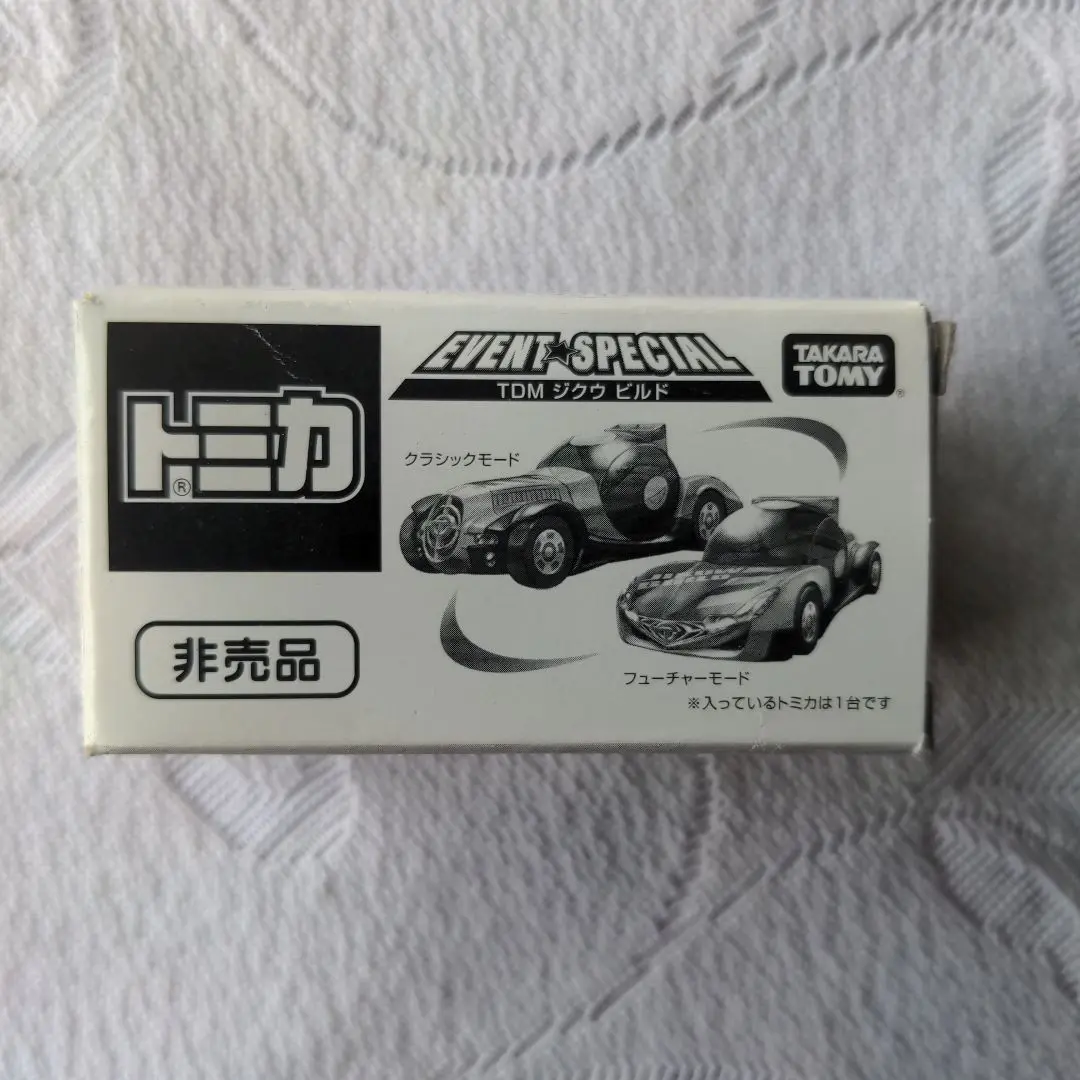 トミカ®
EVENT★SPECIAL
TDM ジクウ ビルド
TAKARA
TOMY®
クラシックモード
非売品
フューチャーモード
※入っているトミカは1台です